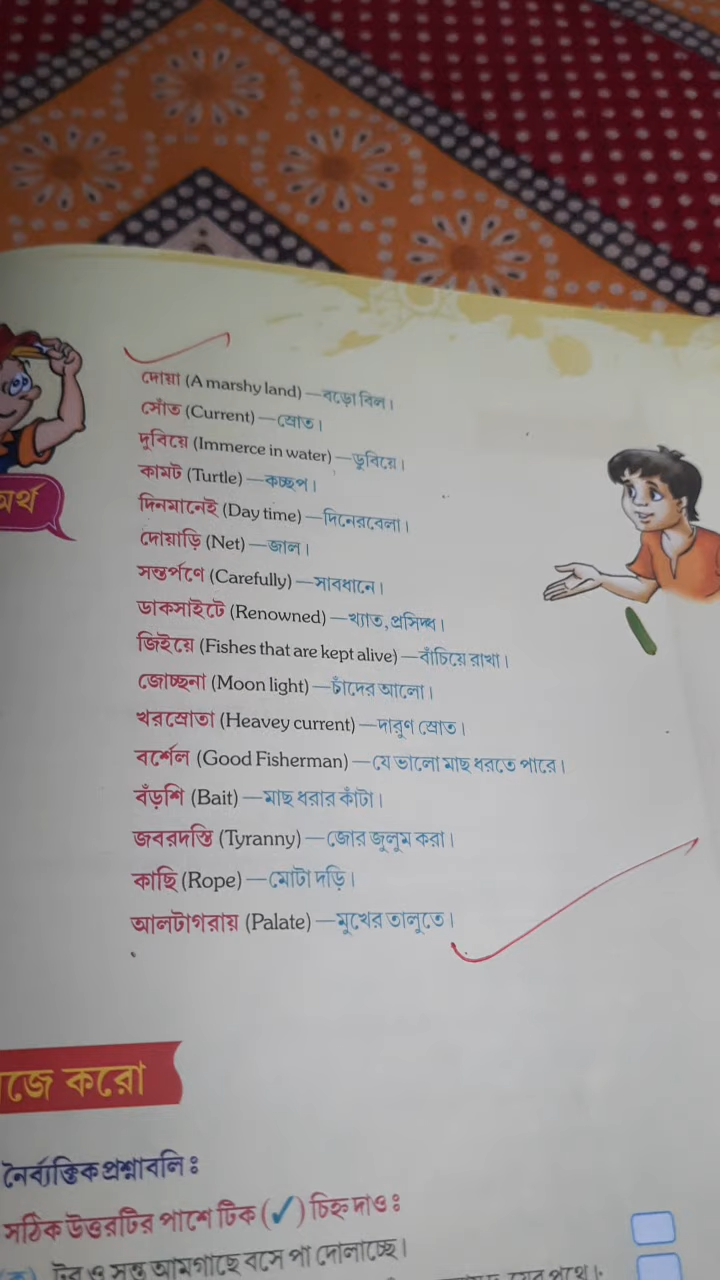 দোয়া (A marshy land) — বড়ো বিল।
সোঁত (Current) — স্রোত।
দুবিয়ে (Immerce in water) — ডুবিয়ে।
কামট (Turtle) — কচ্ছপ।
অর্থ
দিনমানেই (Day time) — দিনেরবেলা।
দোয়াড়ি (Net) — জাল।
সন্তর্পণে (Carefully) — সাবধানে।
ডাকসাইটে (Renowned) — খ্যাত, প্রসিদ্ধ।
জিইয়ে (Fishes that are kept alive) — বাঁচিয়ে রাখা।
জোচ্ছনা (Moon light) — চাঁদের আলো।
খরস্রোতা (Heavey current) — দারুণ স্রোত।
বর্শেল (Good Fisherman) — যে ভালো মাছ ধরতে পারে।
বঁড়শি (Bait) — মাছ ধরার কাঁটা।
জবরদস্তি (Tyranny) — জোর জুলুম করা।
কাছি (Rope) — মোটা দড়ি।
আলটাগরায় (Palate) — মুখের তালুতে।
জে করো
নৈর্ব্যক্তিক প্রশ্নাবলি ঃ
সঠিক উত্তরটির পাশে টিক (✓) চিহ্ন দাও ঃ
ও সন্তু আমগাছে বসে পা দোলাচ্ছে।